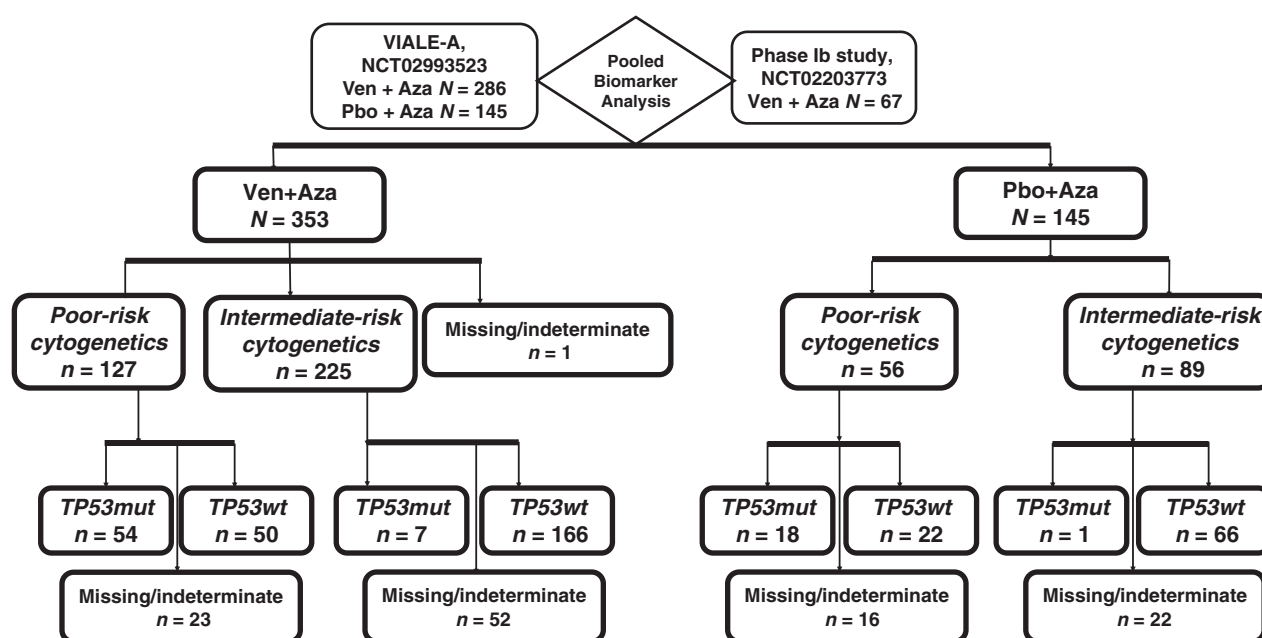 VIALE-A,
NCT02993523
Ven + Aza N = 286
Pbo + Aza N = 145
Pooled
Biomarker
Analysis
Phase Ib study,
NCT02203773
Ven + Aza N = 67
Ven+Aza
N = 353
Pbo+Aza
N = 145
Poor-risk
cytogenetics
n = 127
Intermediate-risk
cytogenetics
n = 225
Missing/indeterminate
n = 1
Poor-risk
cytogenetics
n = 56
Intermediate-risk
cytogenetics
n = 89
TP53mut
n = 54
TP53wt
n = 50
TP53mut
n = 7
TP53wt
n = 166
TP53mut
n = 18
TP53wt
n = 22
TP53mut
n = 1
TP53wt
n = 66
Missing/indeterminate
n = 23
Missing/indeterminate
n = 52
Missing/indeterminate
n = 16
Missing/indeterminate
n = 22